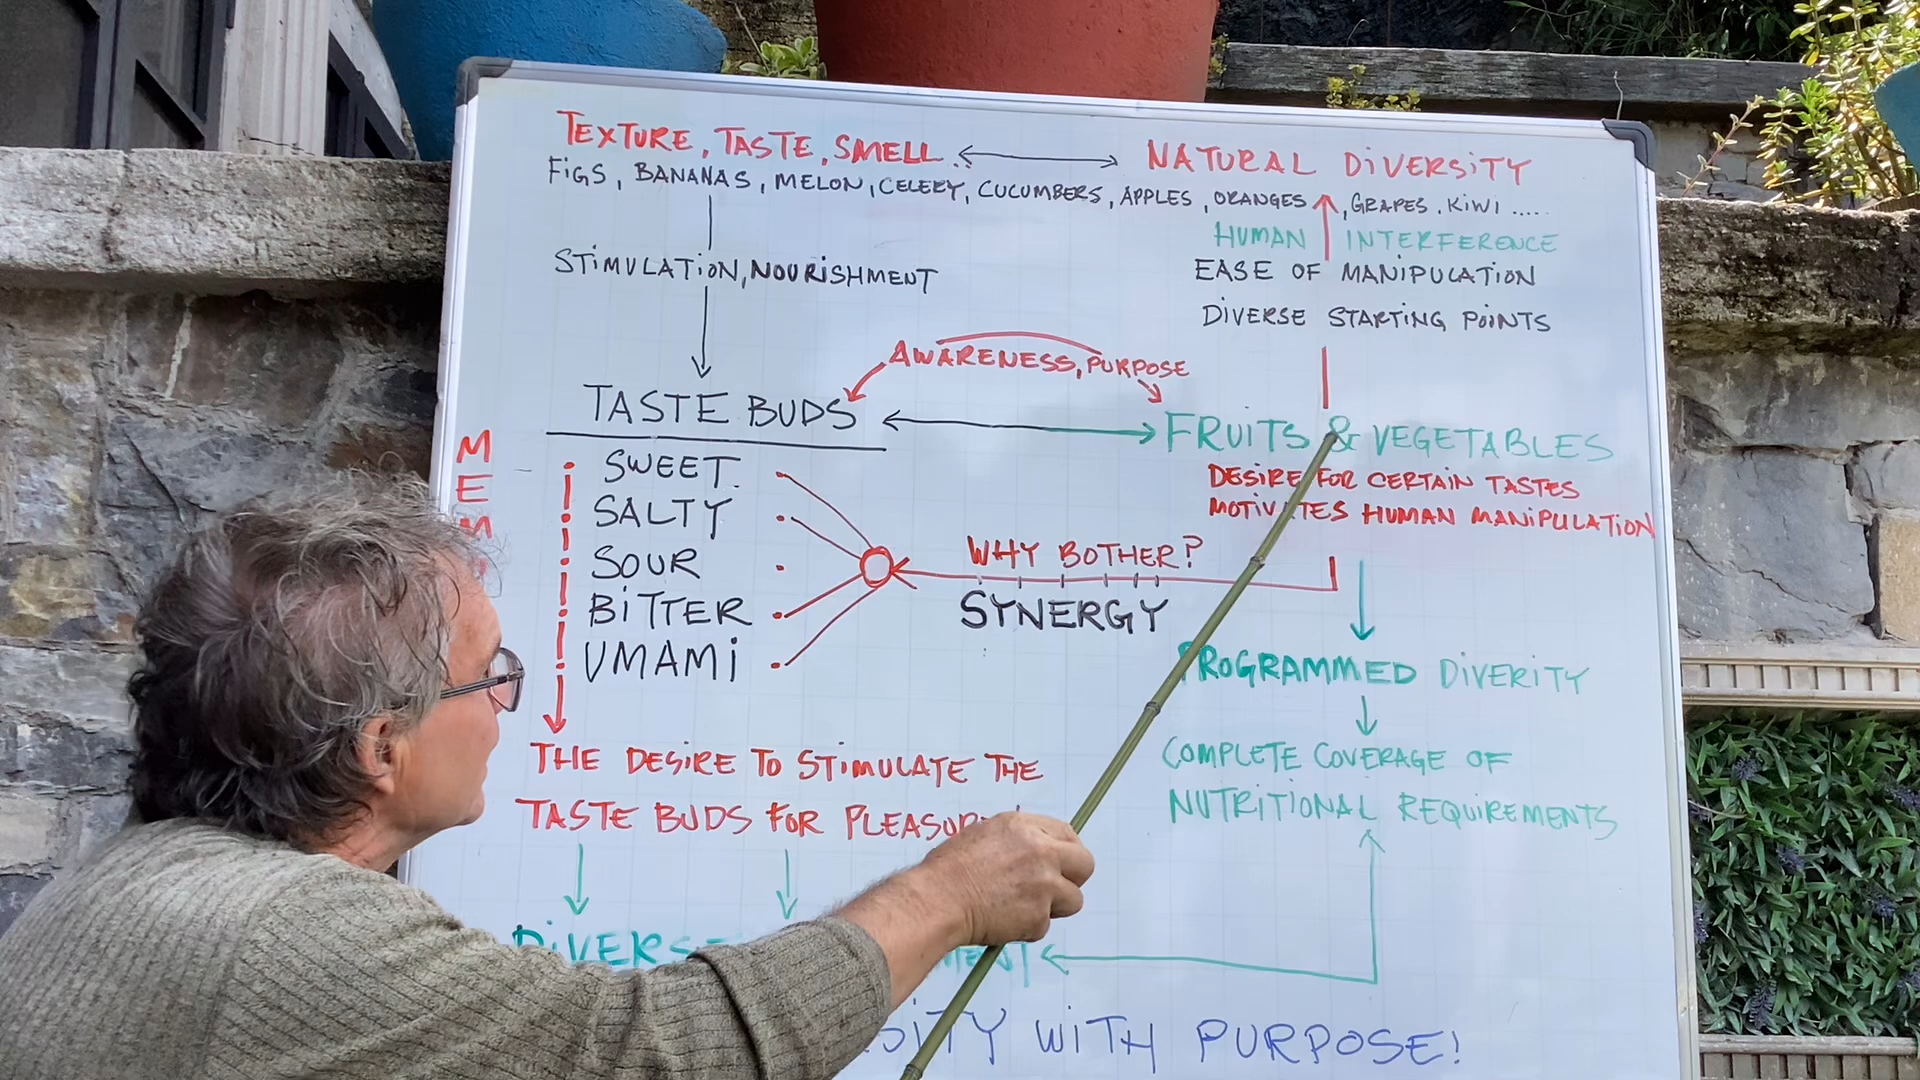 TEXTURE, TASTE, SMELL... NATURAL DIVERSITY
FIGS, BANANAS, MELON, CELERY, CUCUMBERS, APPLES, ORANGES, GRAPES, KIWI .....
HUMAN INTERFERENCE
STIMULATION, NOURISHMENT
EASE OF MANIPULATION
DIVERSE STARTING POINTS
AWARENESS, PURPOSE
TASTE BUDS
FRUITS & VEGETABLES
SWEET
SALTY
SOUR
BITTER
UMAMI
DESIRE FOR CERTAIN TASTES
MOTIVATES HUMAN MANIPULATION
WHY BOTHER?
SYNERGY
PROGRAMMED DIVERITY
COMPLETE COVERAGE OF
NUTRITIONAL REQUIREMENTS
THE DESIRE TO STIMULATE THE
TASTE BUDS FOR
WITH PURPOSE!